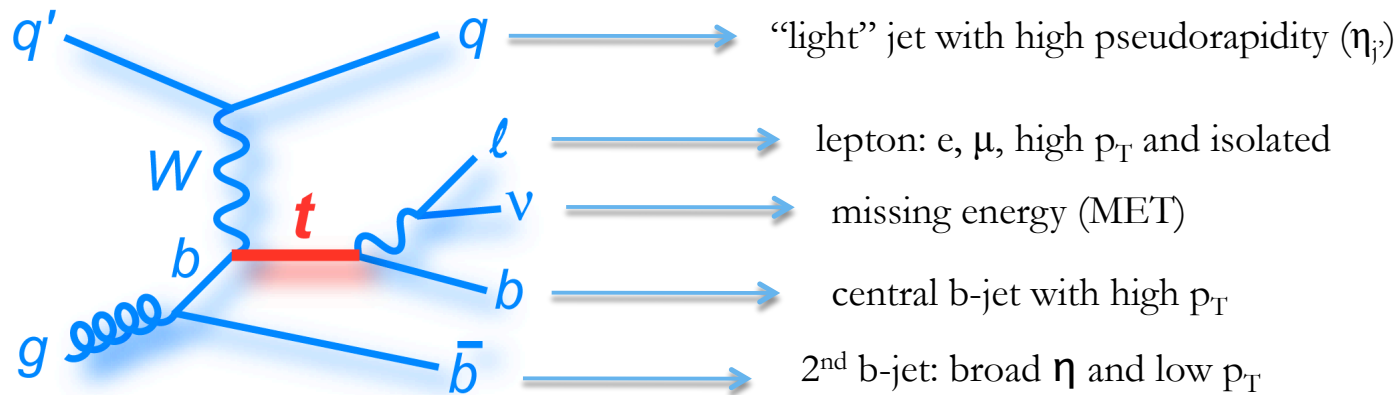 q′ q “light” jet with high pseudorapidity (ηj’)
ℓ lepton: e, μ, high pT and isolated
W ν missing energy (MET)
t
b b central b-jet with high pT
g b̄ 2nd b-jet: broad η and low pT